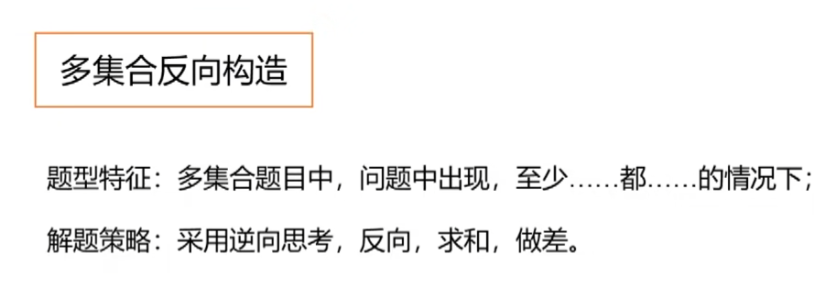 多集合反向构造
题型特征：多集合题目中，问题中出现，至少……都……的情况下；
解题策略：采用逆向思考，反向，求和，做差。